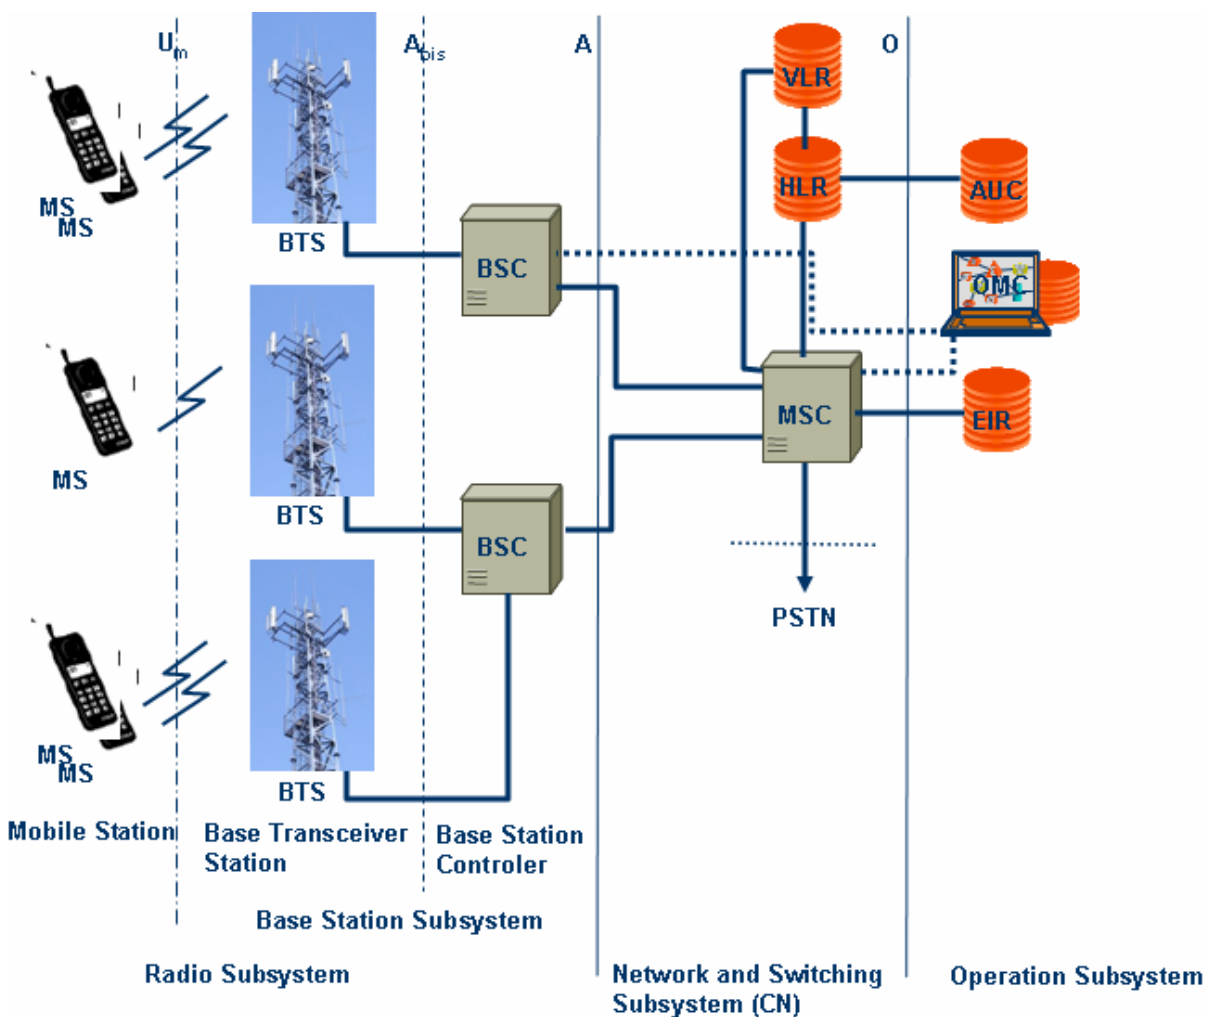 Um
Abis
A
O
VLR
HLR
AUC
MS
MS
BTS
BSC
OMC
MSC
EIR
MS
BTS
BSC
PSTN
MS
MS
BTS
Mobile Station
Base Transceiver
Station
Base Station
Controler
Base Station Subsystem
Radio Subsystem
Network and Switching
Subsystem (CN)
Operation Subsystem